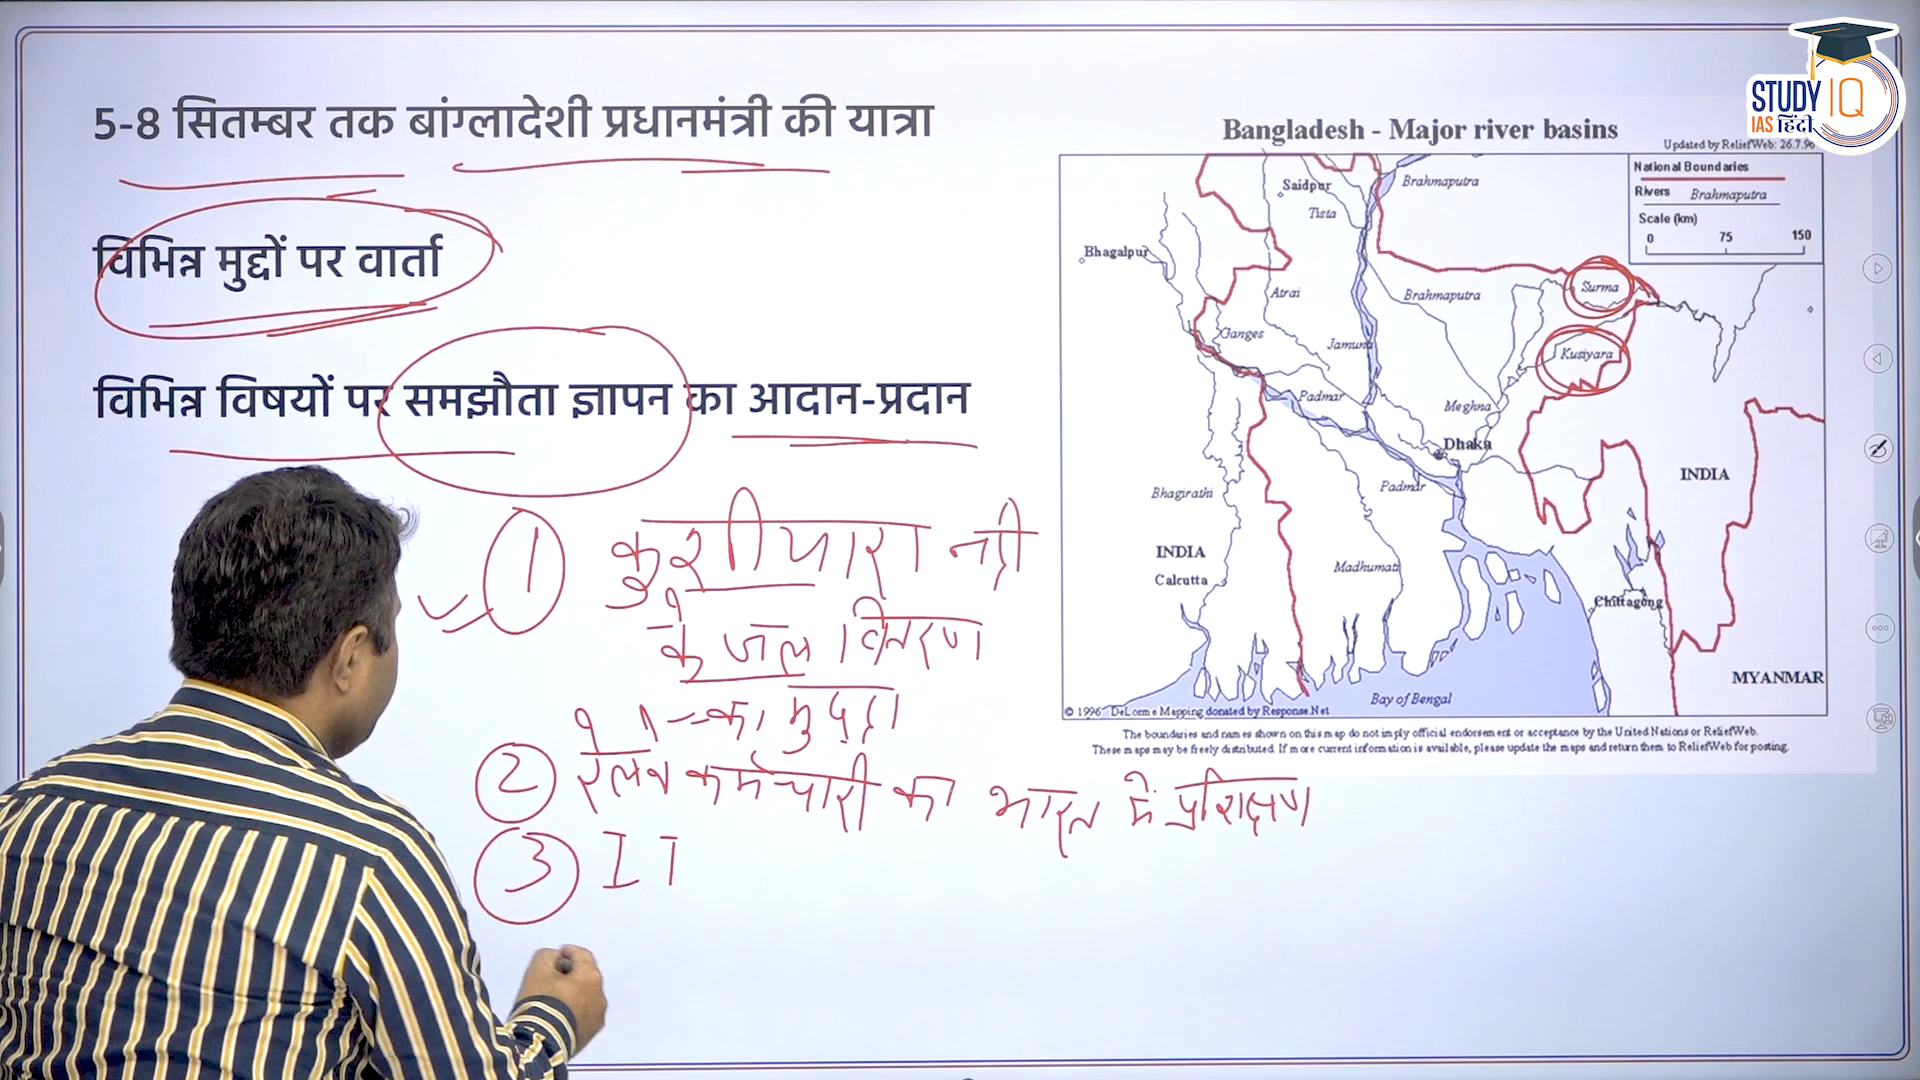 5-8 सितम्बर तक बांग्लादेशी प्रधानमंत्री की यात्रा
विभिन्न मुद्दों पर वार्ता
विभिन्न विषयों पर समझौता ज्ञापन का आदान-प्रदान
1 कुशीयारा नदी
के जल वितरण
का मुद्दा
2 रेलवे कर्मचारी का भारत में प्रशिक्षण
3 IT
STUDY IQ
IAS हिंदी
Bangladesh - Major river basins
Updated by ReliefWeb: 26.7.96
National Boundaries
Rivers Brahmaputra
Scale (km)
0 75 150
Saidpur
Brahmaputra
Tista
Bhagalpur
Surma
Atrai
Brahmaputra
Ganges
Jamuna
Kusiyara
Padmar
Meghna
Dhaka
INDIA
Bhagirathi
Padmar
INDIA
Madhumati
Calcutta
Chittagong
MYANMAR
Bay of Bengal
© 1996 DeLorme Mapping donated by Response.Net
The boundaries and names shown on this map do not imply official endorsement or acceptance by the United Nations or ReliefWeb.
These maps may be freely distributed. If more current information is available, please update the maps and return them to ReliefWeb for posting.